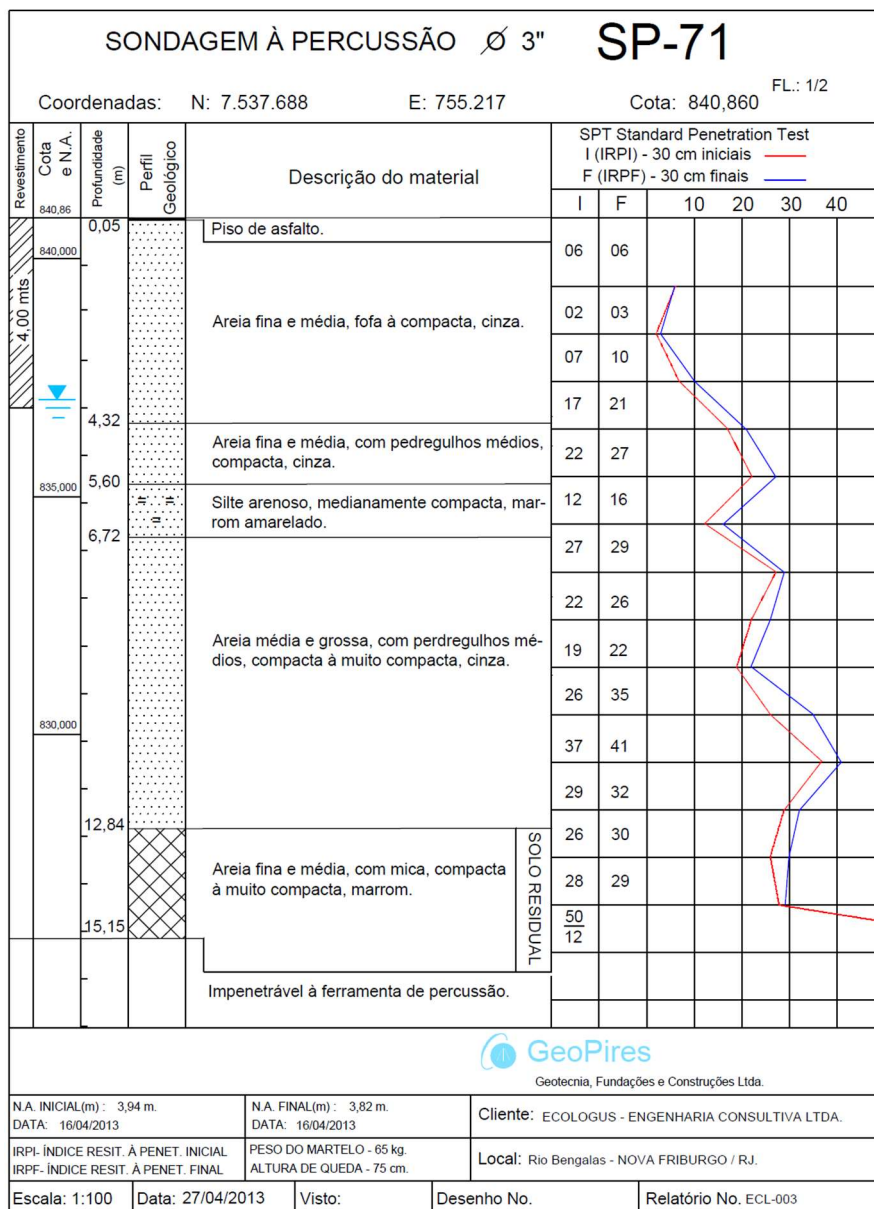 SONDAGEM À PERCUSSÃO Ø 3" SP-71
FL.: 1/2
Coordenadas: N: 7.537.688 E: 755.217 Cota: 840,860
Revestimento
Cota e N.A.
Profundidade (m)
Perfil Geológico
Descrição do material
SPT Standard Penetration Test
I (IRPI) - 30 cm iniciais
F (IRPF) - 30 cm finais
I F 10 20 30 40
840,86
0,05
Piso de asfalto.
840,000
06 06
4,00 mts
Areia fina e média, fofa à compacta, cinza.
02 03
07 10
17 21
4,32
Areia fina e média, com pedregulhos médios,
compacta, cinza.
22 27
5,60
835,000
Silte arenoso, medianamente compacta, mar-
rom amarelado.
12 16
6,72
27 29
22 26
Areia média e grossa, com perdregulhos mé-
dios, compacta à muito compacta, cinza.
19 22
26 35
830,000
37 41
29 32
12,84
26 30
Areia fina e média, com mica, compacta
à muito compacta, marrom.
SOLO RESIDUAL
28 29
15,15
50
12
Impenetrável à ferramenta de percussão.
GeoPires
Geotecnia, Fundações e Construções Ltda.
N.A. INICIAL(m) : 3,94 m.
DATA: 16/04/2013
N.A. FINAL(m) : 3,82 m.
DATA: 16/04/2013
Cliente: ECOLOGUS - ENGENHARIA CONSULTIVA LTDA.
IRPI- ÍNDICE RESIT. À PENET. INICIAL
IRPF- ÍNDICE RESIT. À PENET. FINAL
PESO DO MARTELO - 65 kg.
ALTURA DE QUEDA - 75 cm.
Local: Rio Bengalas - NOVA FRIBURGO / RJ.
Escala: 1:100 Data: 27/04/2013 Visto: Desenho No. Relatório No. ECL-003